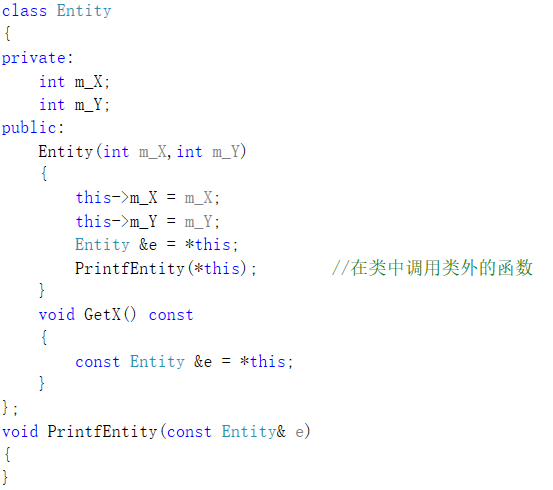 class Entity
{
private:
    int m_X;
    int m_Y;
public:
    Entity(int m_X,int m_Y)
    {
        this->m_X = m_X;
        this->m_Y = m_Y;
        Entity &e = *this;
        PrintfEntity(*this);        //在类中调用类外的函数
    }
    void GetX() const
    {
        const Entity &e = *this;
    }
};
void PrintfEntity(const Entity& e)
{
}